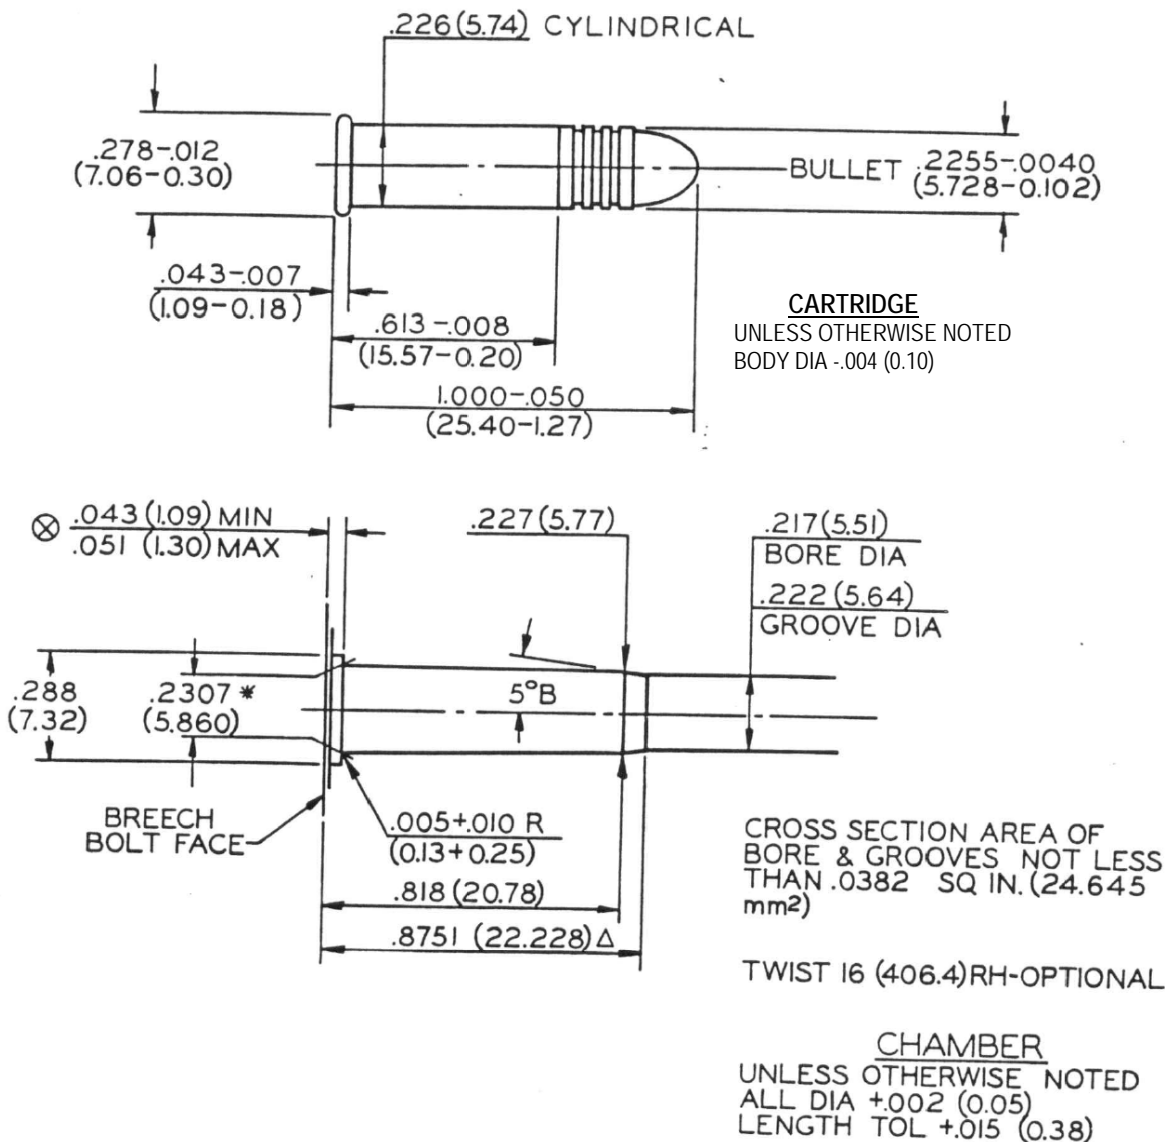 .226 (5.74) CYLINDRICAL
.278-.012
(7.06-0.30)
BULLET .2255-.0040
(5.728-0.102)
.043-.007
(1.09-0.18)
.613-.008
(15.57-0.20)
1.000-.050
(25.40-1.27)
CARTRIDGE
UNLESS OTHERWISE NOTED
BODY DIA -.004 (0.10)
⊗ .043 (1.09) MIN
.051 (1.30) MAX
.227 (5.77)
.217 (5.51)
BORE DIA
.222 (5.64)
GROOVE DIA
.288
(7.32)
.2307 *
(5.860)
5°B
BREECH
BOLT FACE
.005+.010 R
(0.13+0.25)
.818 (20.78)
.8751 (22.228) Δ
CROSS SECTION AREA OF
BORE & GROOVES NOT LESS
THAN .0382 SQ IN. (24.645
mm²)
TWIST 16 (406.4) RH-OPTIONAL
CHAMBER
UNLESS OTHERWISE NOTED
ALL DIA +.002 (0.05)
LENGTH TOL +.015 (0.38)